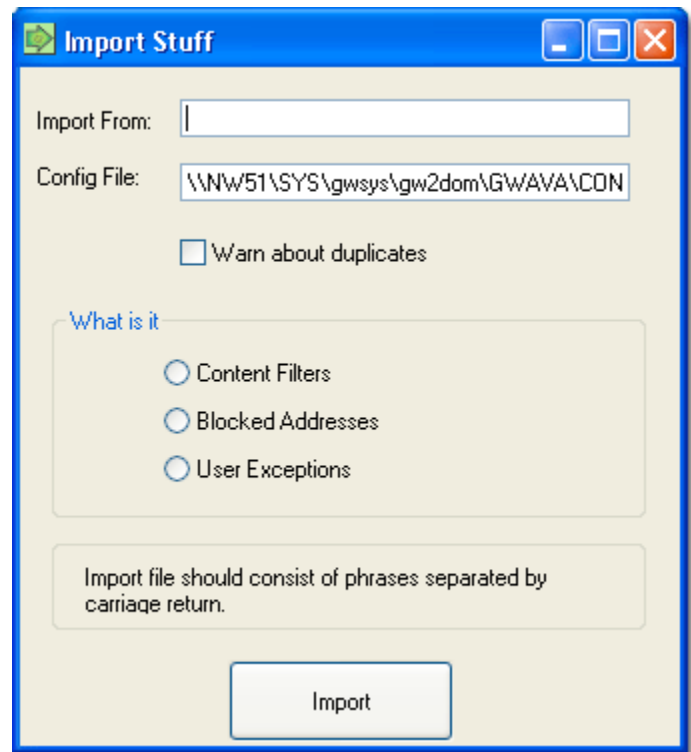 Import Stuff
Import From:
Config File: \\NW51\SYS\gwsys\gw2dom\GWAVA\CON
Warn about duplicates
What is it
Content Filters
Blocked Addresses
User Exceptions
Import file should consist of phrases separated by
carriage return.
Import